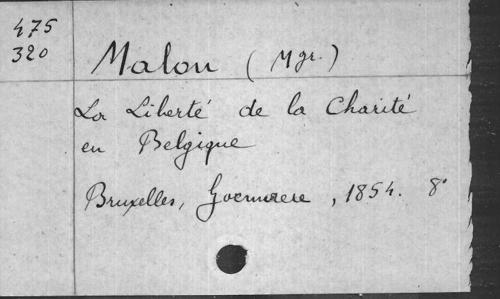 475
320
Malou (Mgr.)
La Liberté de la Charité
en Belgique
Bruxelles, Goemaere, 1854. 8°